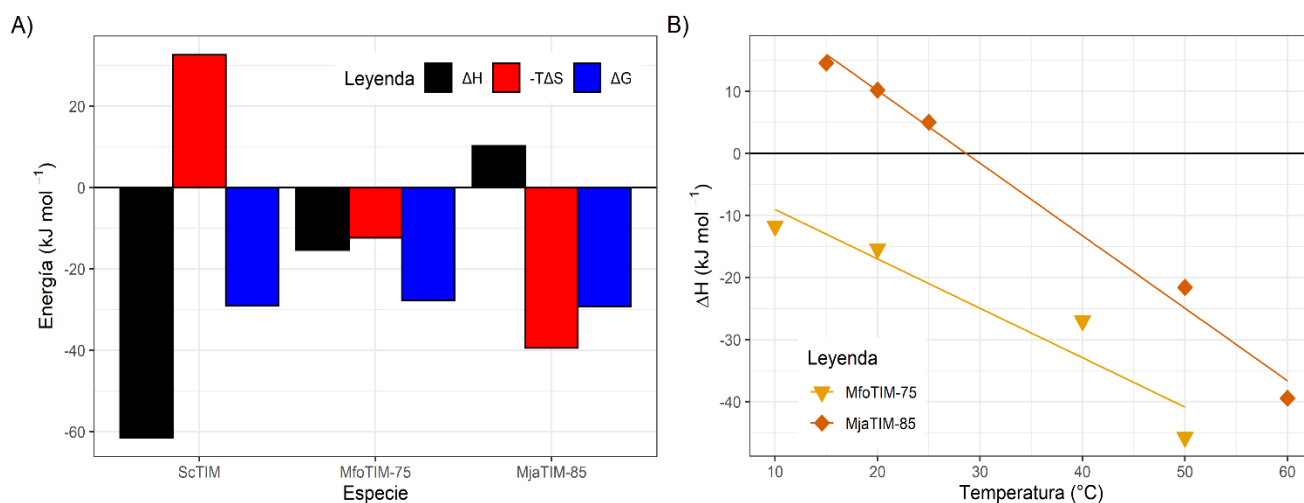 A)
Leyenda ΔH -TΔS ΔG
20
0
-20
-40
-60
Energía (kJ mol ⁻¹)
ScTIM MfoTIM-75 MjaTIM-85
Especie
B)
10
0
-10
-20
-30
-40
ΔH (kJ mol ⁻¹)
Leyenda
MfoTIM-75
MjaTIM-85
10 20 30 40 50 60
Temperatura (°C)